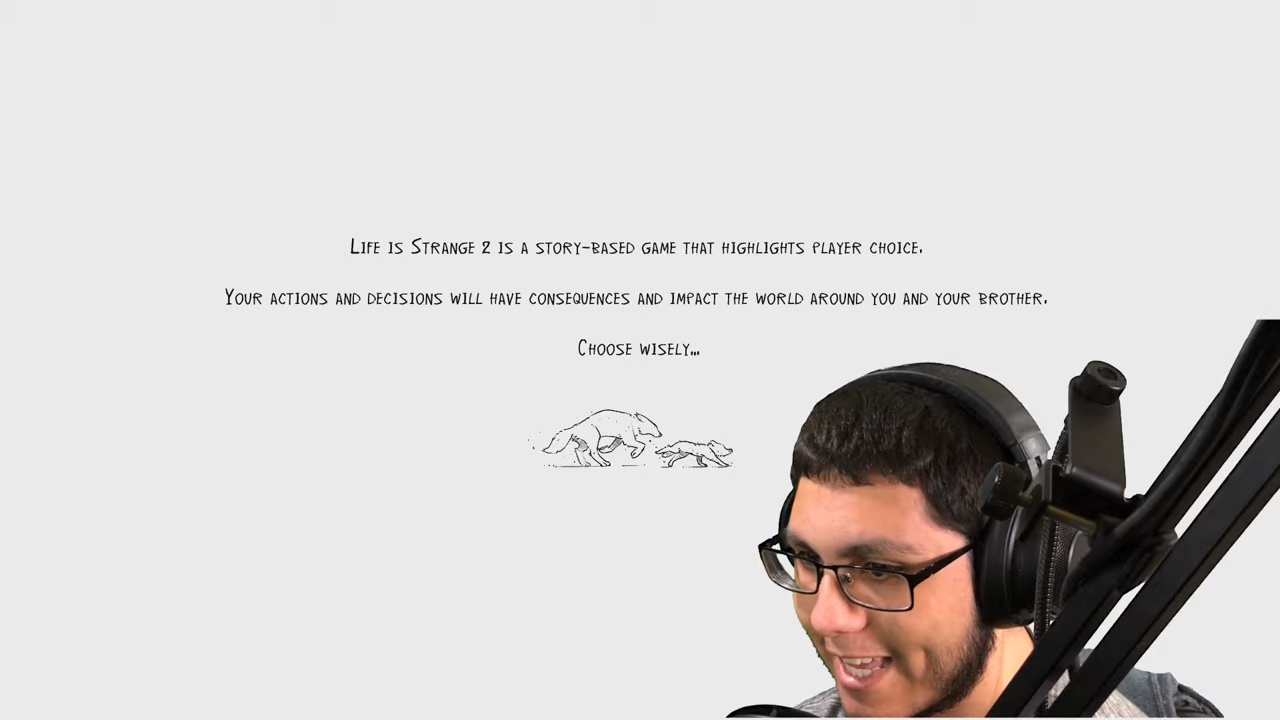 Life is Strange 2 is a story-based game that highlights player choice.
Your actions and decisions will have consequences and impact the world around you and your brother.
Choose wisely...